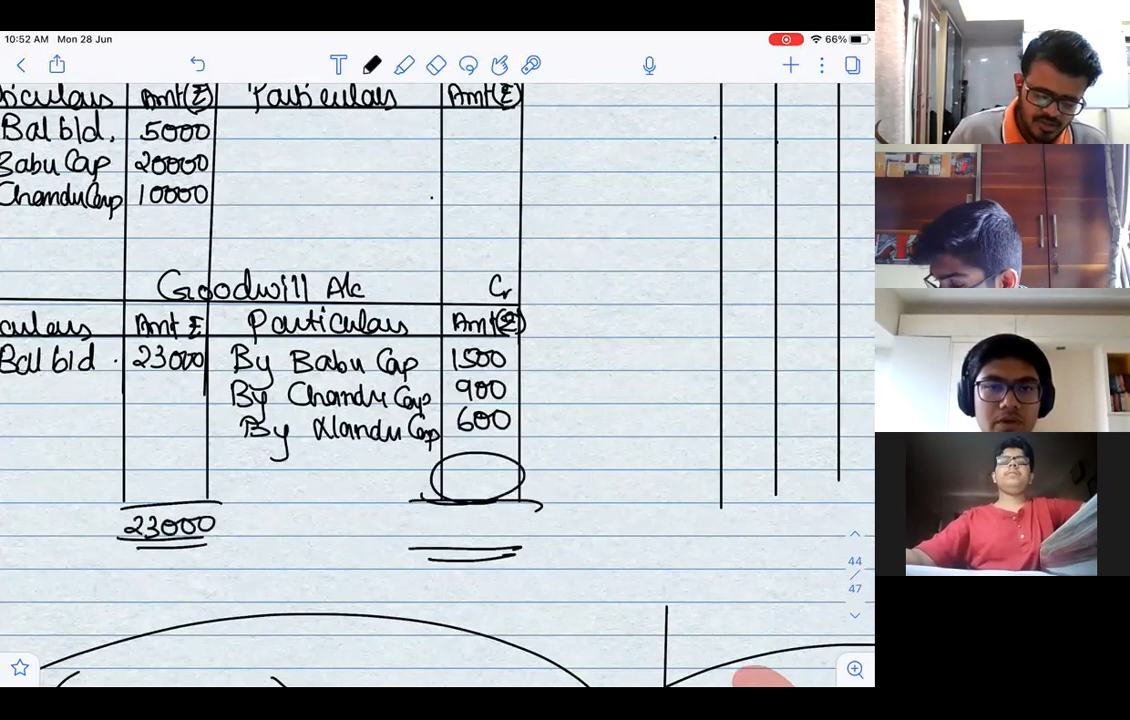 10:52 AM Mon 28 Jun 66%
ticulars Amt(₹) Particulars Amt(₹)
Bal b/d. 5000
Babu Cap 20000
Chandu Cap 10000
Goodwill A/c Cr
culars Amt ₹ Particulars Amt(₹)
Bal b/d. 23000 By Babu Cap 1500
By Chandu Cap 900
By Nandu Cap 600
23000
44
/
47